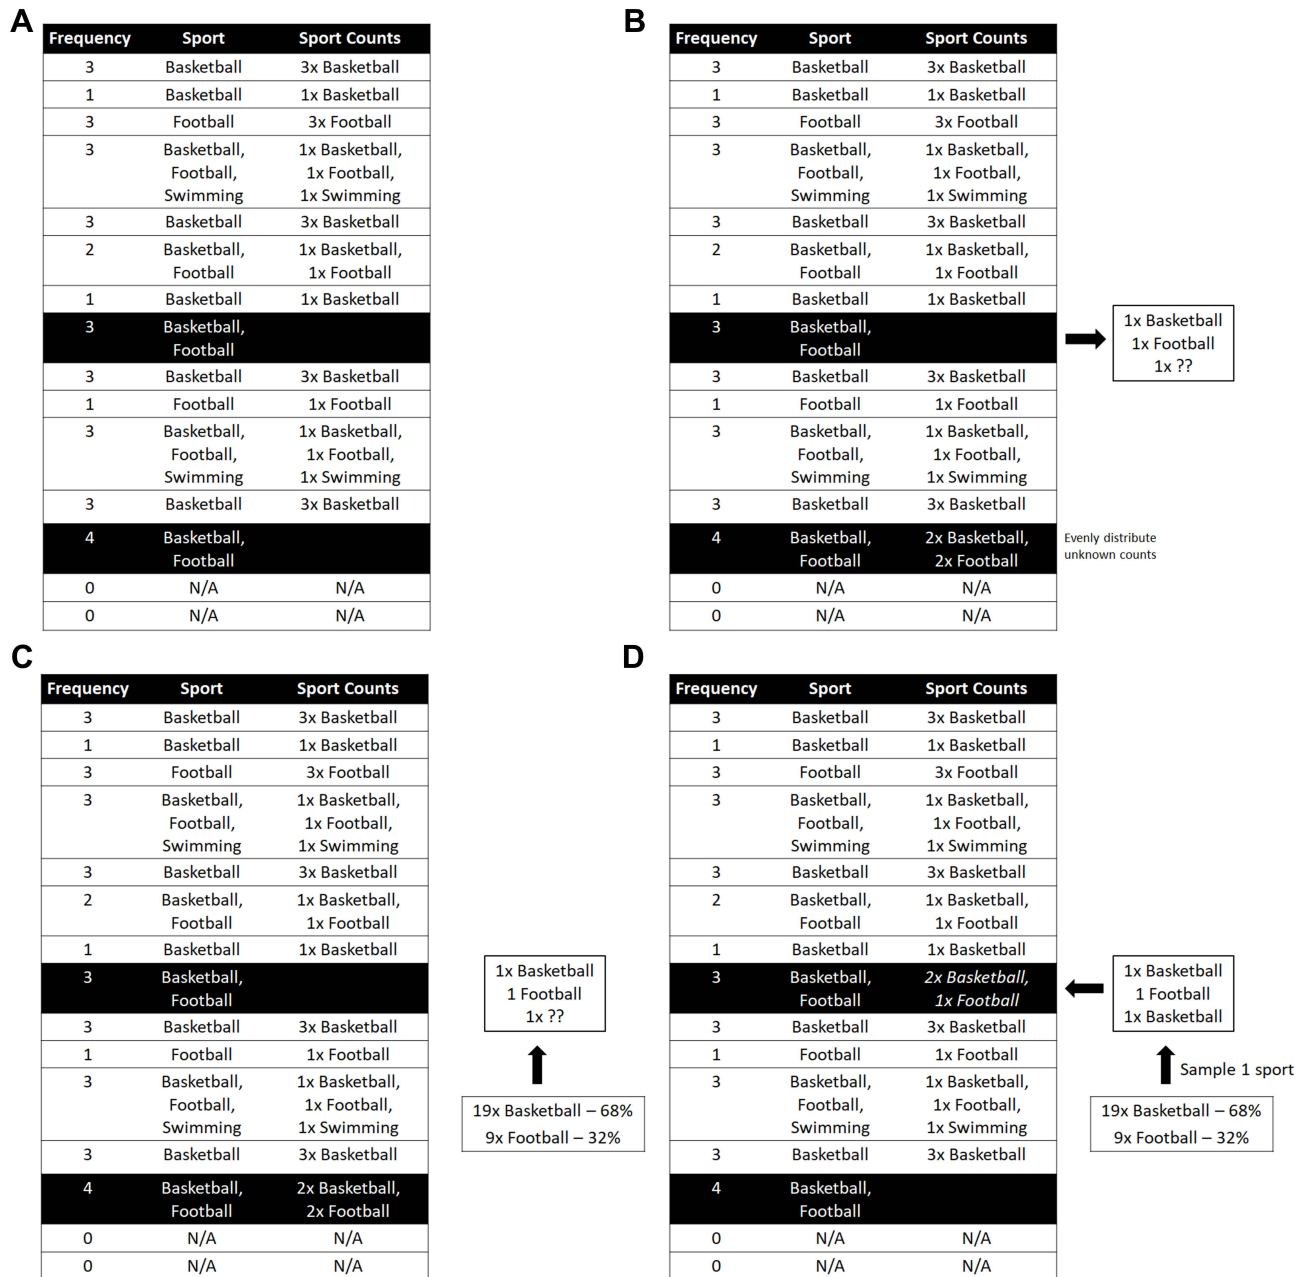 A
Frequency Sport Sport Counts
3 Basketball 3x Basketball
1 Basketball 1x Basketball
3 Football 3x Football
3 Basketball, 1x Basketball,
Football, 1x Football,
Swimming 1x Swimming
3 Basketball 3x Basketball
2 Basketball, 1x Basketball,
Football 1x Football
1 Basketball 1x Basketball
3 Basketball,
Football
3 Basketball 3x Basketball
1 Football 1x Football
3 Basketball, 1x Basketball,
Football, 1x Football,
Swimming 1x Swimming
3 Basketball 3x Basketball
4 Basketball,
Football
0 N/A N/A
0 N/A N/A
B
Frequency Sport Sport Counts
3 Basketball 3x Basketball
1 Basketball 1x Basketball
3 Football 3x Football
3 Basketball, 1x Basketball,
Football, 1x Football,
Swimming 1x Swimming
3 Basketball 3x Basketball
2 Basketball, 1x Basketball,
Football 1x Football
1 Basketball 1x Basketball
3 Basketball,
Football
3 Basketball 3x Basketball
1 Football 1x Football
3 Basketball, 1x Basketball,
Football, 1x Football,
Swimming 1x Swimming
3 Basketball 3x Basketball
4 Basketball, 2x Basketball,
Football 2x Football
0 N/A N/A
0 N/A N/A
1x Basketball
1x Football
1x ??
Evenly distribute
unknown counts
C
Frequency Sport Sport Counts
3 Basketball 3x Basketball
1 Basketball 1x Basketball
3 Football 3x Football
3 Basketball, 1x Basketball,
Football, 1x Football,
Swimming 1x Swimming
3 Basketball 3x Basketball
2 Basketball, 1x Basketball,
Football 1x Football
1 Basketball 1x Basketball
3 Basketball,
Football
3 Basketball 3x Basketball
1 Football 1x Football
3 Basketball, 1x Basketball,
Football, 1x Football,
Swimming 1x Swimming
3 Basketball 3x Basketball
4 Basketball, 2x Basketball,
Football 2x Football
0 N/A N/A
0 N/A N/A
1x Basketball
1 Football
1x ??
19x Basketball – 68%
9x Football – 32%
D
Frequency Sport Sport Counts
3 Basketball 3x Basketball
1 Basketball 1x Basketball
3 Football 3x Football
3 Basketball, 1x Basketball,
Football, 1x Football,
Swimming 1x Swimming
3 Basketball 3x Basketball
2 Basketball, 1x Basketball,
Football 1x Football
1 Basketball 1x Basketball
3 Basketball, 2x Basketball,
Football 1x Football
3 Basketball 3x Basketball
1 Football 1x Football
3 Basketball, 1x Basketball,
Football, 1x Football,
Swimming 1x Swimming
3 Basketball 3x Basketball
4 Basketball,
Football
0 N/A N/A
0 N/A N/A
1x Basketball
1 Football
1x Basketball
Sample 1 sport
19x Basketball – 68%
9x Football – 32%